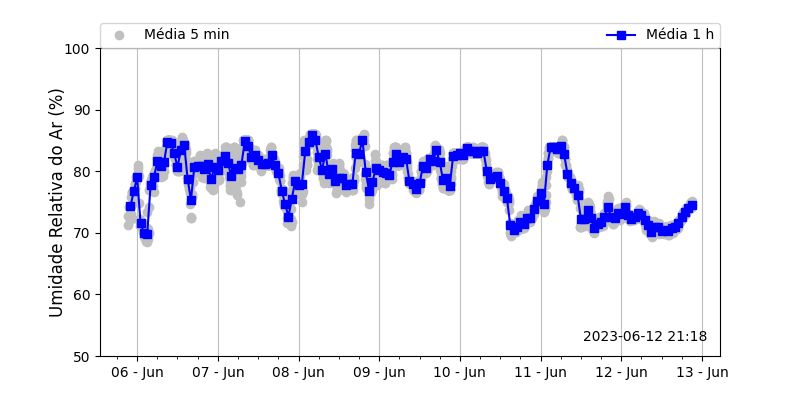 Média 5 min Média 1 h
100
90
80
70
60
50
Umidade Relativa do Ar (%)
2023-06-12 21:18
06 - Jun 07 - Jun 08 - Jun 09 - Jun 10 - Jun 11 - Jun 12 - Jun 13 - Jun